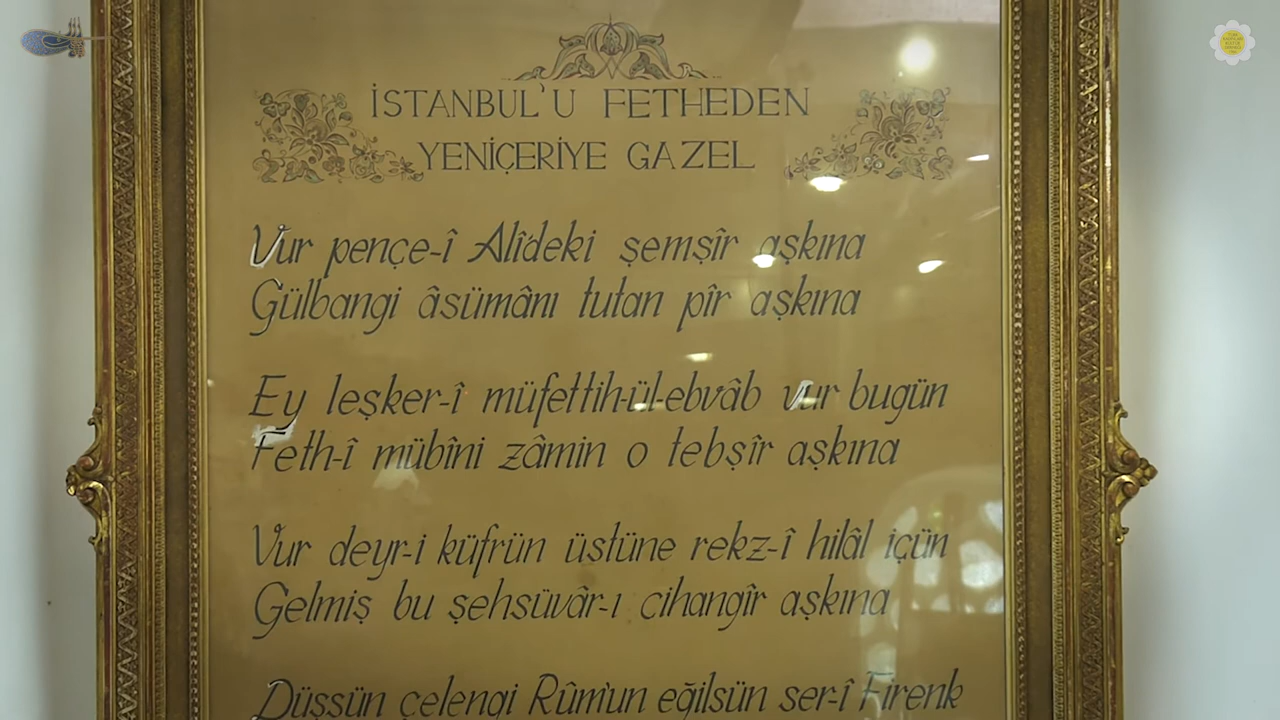 İSTANBUL'U FETHEDEN
YENİÇERİYE GAZEL
Vur pençe-î Alî'deki şemşîr aşkına
Gülbangi âsümânı tutan pîr aşkına
Ey leşker-î müfettih-ül-ebvâb vur bugün
Feth-î mübîni zâmin o tebşîr aşkına
Vur deyr-i küfrün üstüne rekz-î hilâl içün
Gelmiş bu şehsüvâr-ı cihangîr aşkına
Düşsün çelengi Rûm'un eğilsün ser-î Firenk